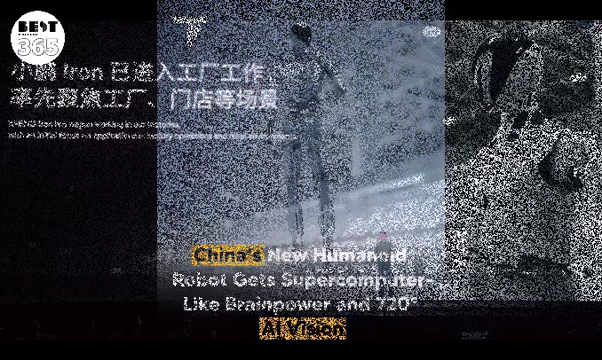 BEST
365
小鹏 Iron 已进入工厂工作,
率先聚焦工厂、门店等场景
China's New Humanoid
Robot Gets Supercomputer-
Like Brainpower and 720°
AI Vision